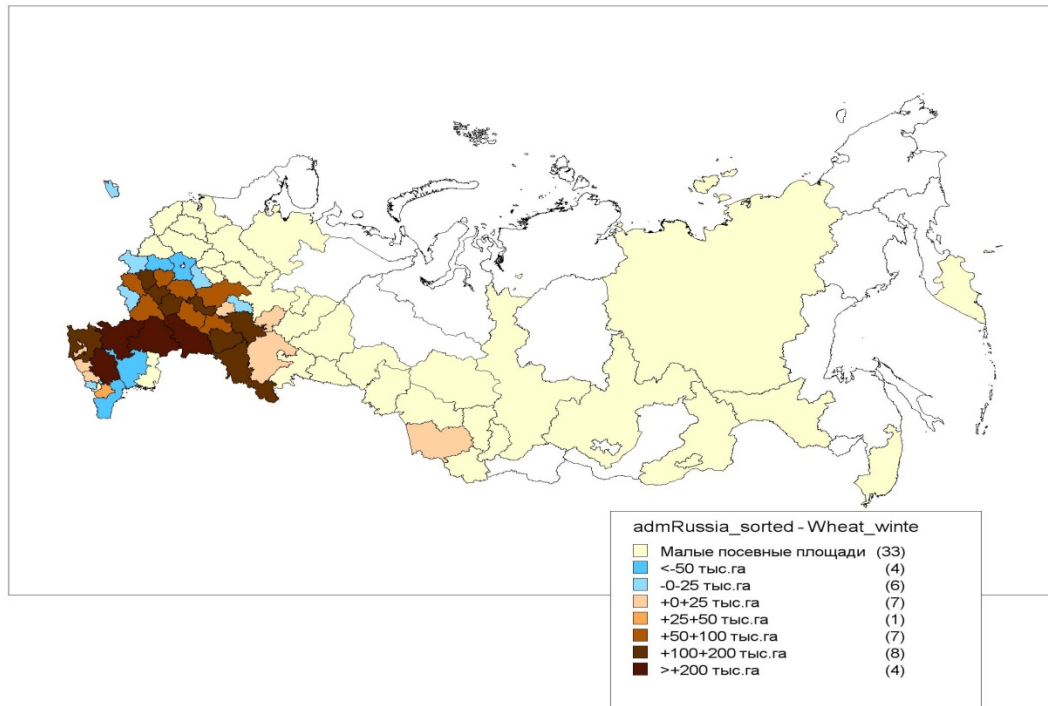 admRussia_sorted - Wheat_winte
Малые посевные площади (33)
<-50 тыс.га (4)
-0-25 тыс.га (6)
+0+25 тыс.га (7)
+25+50 тыс.га (1)
+50+100 тыс.га (7)
+100+200 тыс.га (8)
>+200 тыс.га (4)